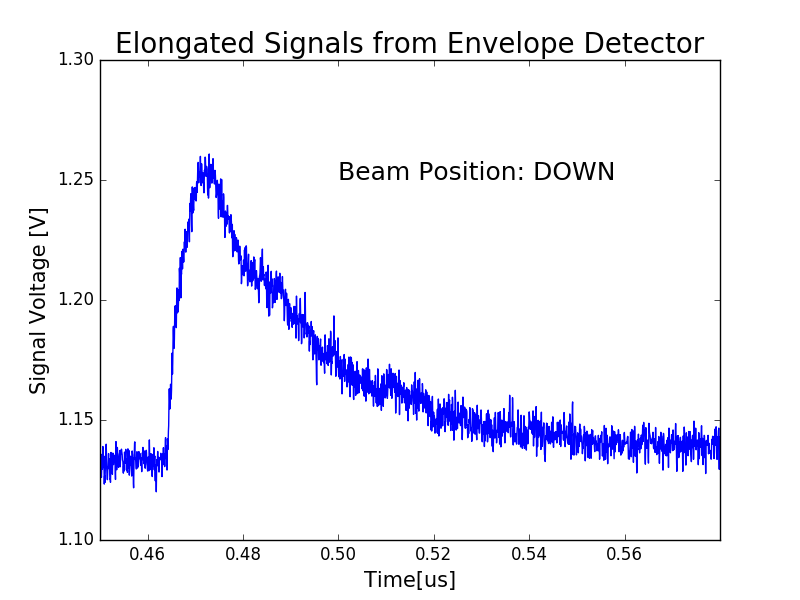 Elongated Signals from Envelope Detector
1.30
Beam Position: DOWN
1.25
1.20
1.15
1.10
Signal Voltage [V]
0.46 0.48 0.50 0.52 0.54 0.56
Time[us]